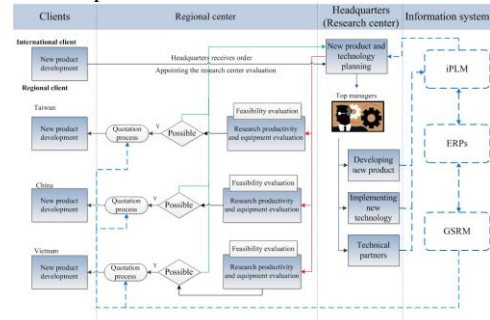 Clients
Regional center
Headquarters
(Research center)
Information system
International client
New product
development
Headquarters receives order
Appointing the research center evaluation
New product and
technology
planning
iPLM
Regional client
Top managers
Taiwan
New product
development
Quotation
process
Y
Possible
Feasibility evaluation
Research productivity
and equipment evaluation
ERPs
Developing
new product
China
New product
development
Quotation
process
Y
Possible
Feasibility evaluation
Research productivity
and equipment evaluation
Implementing
new
technology
GSRM
Technical
partners
Vietnam
New product
development
Quotation
process
Y
Possible
Feasibility evaluation
Research productivity
and equipment evaluation